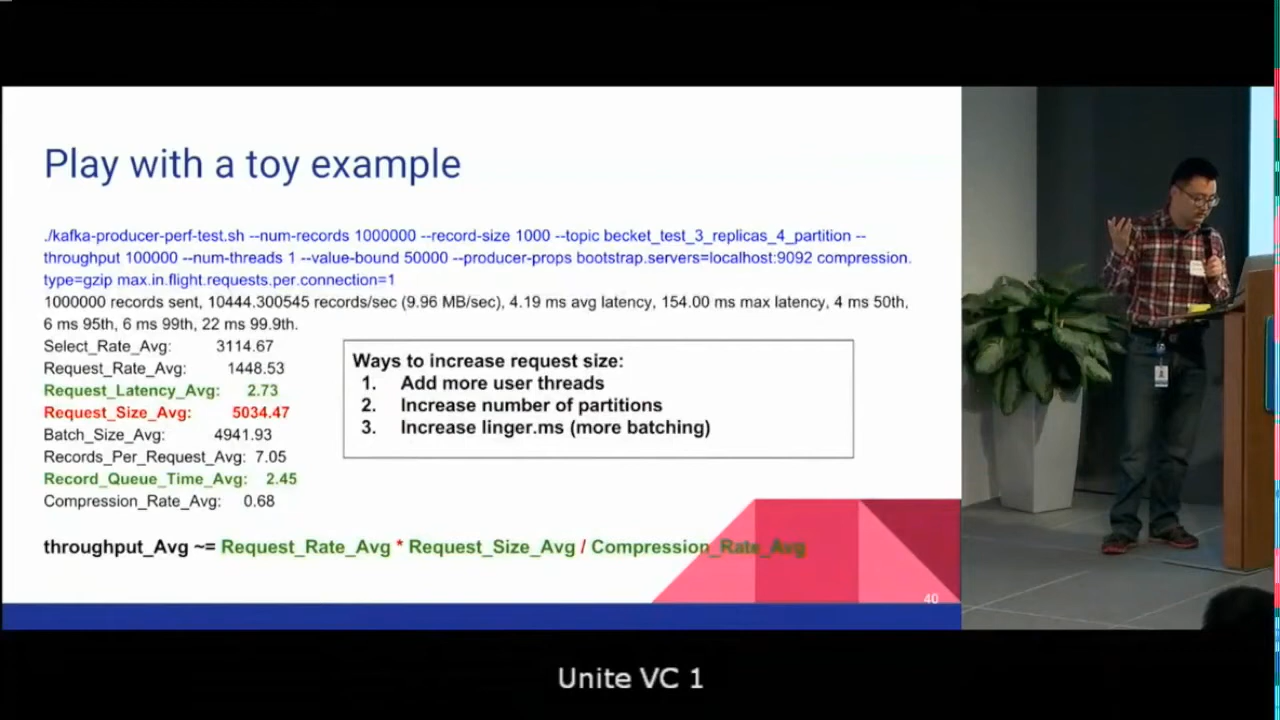 Play with a toy example
./kafka-producer-perf-test.sh --num-records 1000000 --record-size 1000 --topic becket_test_3_replicas_4_partition --
throughput 100000 --num-threads 1 --value-bound 50000 --producer-props bootstrap.servers=localhost:9092 compression.
type=gzip max.in.flight.requests.per.connection=1
1000000 records sent, 10444.300545 records/sec (9.96 MB/sec), 4.19 ms avg latency, 154.00 ms max latency, 4 ms 50th,
6 ms 95th, 6 ms 99th, 22 ms 99.9th.
Select_Rate_Avg: 3114.67
Request_Rate_Avg: 1448.53
Request_Latency_Avg: 2.73
Request_Size_Avg: 5034.47
Batch_Size_Avg: 4941.93
Records_Per_Request_Avg: 7.05
Record_Queue_Time_Avg: 2.45
Compression_Rate_Avg: 0.68
Ways to increase request size:
1. Add more user threads
2. Increase number of partitions
3. Increase linger.ms (more batching)
throughput_Avg ~= Request_Rate_Avg * Request_Size_Avg / Compression_Rate_Avg
40
Unite VC 1